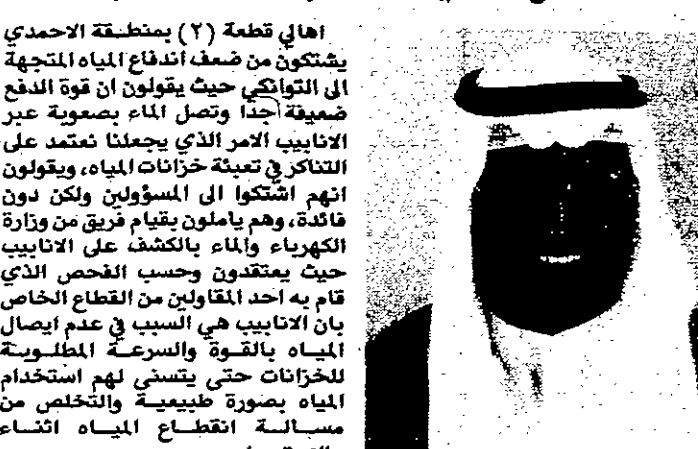 اهالي قطعة (٢) بمنطقة الاحمدي
يشتكون من ضعف اندفاع المياه المتجهة
الى التوانكي حيث يقولون ان قوة الدفع
ضعيفة جدا وتصل الماء بصعوبة عبر
الانابيب الامر الذي يجعلنا نعتمد على
التناكر في تعبئة خزانات المياه، ويقولون
انهم اشتكوا الى المسؤولين ولكن دون
فائدة، وهم ياملون بقيام فريق من وزارة
الكهرباء والماء بالكشف على الانابيب
حيث يعتقدون وحسب الفحص الذي
قام به احد المقاولين من القطاع الخاص
بان الانابيب هي السبب في عدم ايصال
المياه بالقوة والسرعة المطلوبة
للخزانات حتى يتسنى لهم استخدام
المياه بصورة طبيعية والتخلص من
مسالة انقطاع المياه اثناء